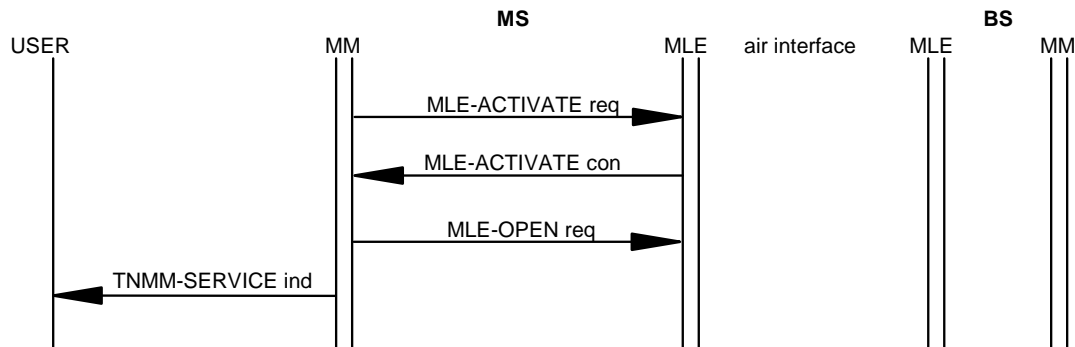 MS BS
USER MM MLE air interface MLE MM
MLE-ACTIVATE req
MLE-ACTIVATE con
MLE-OPEN req
TNMM-SERVICE ind